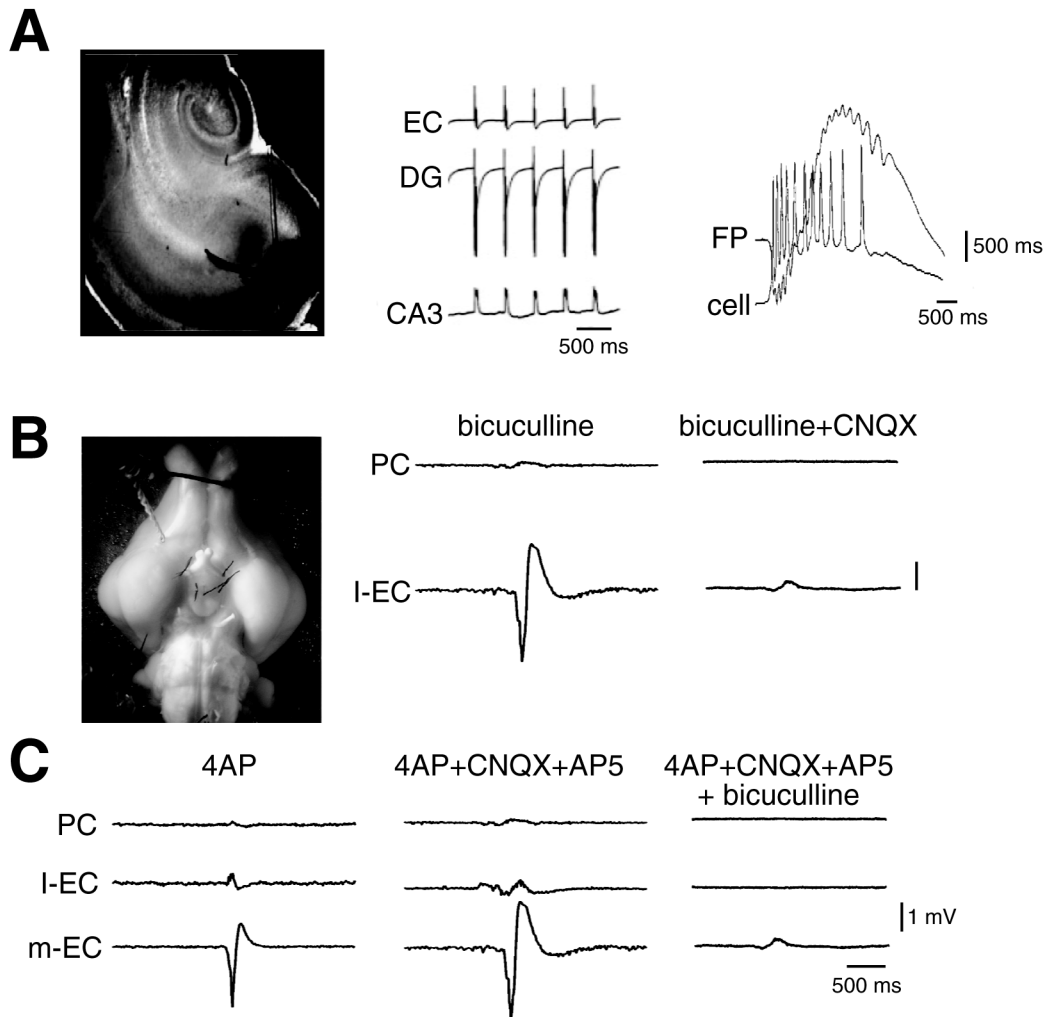 A
EC
DG
CA3
500 ms
FP
cell
500 ms
500 ms
B
bicuculline
bicuculline+CNQX
PC
l-EC
C
4AP
4AP+CNQX+AP5
4AP+CNQX+AP5
+ bicuculline
PC
l-EC
m-EC
1 mV
500 ms